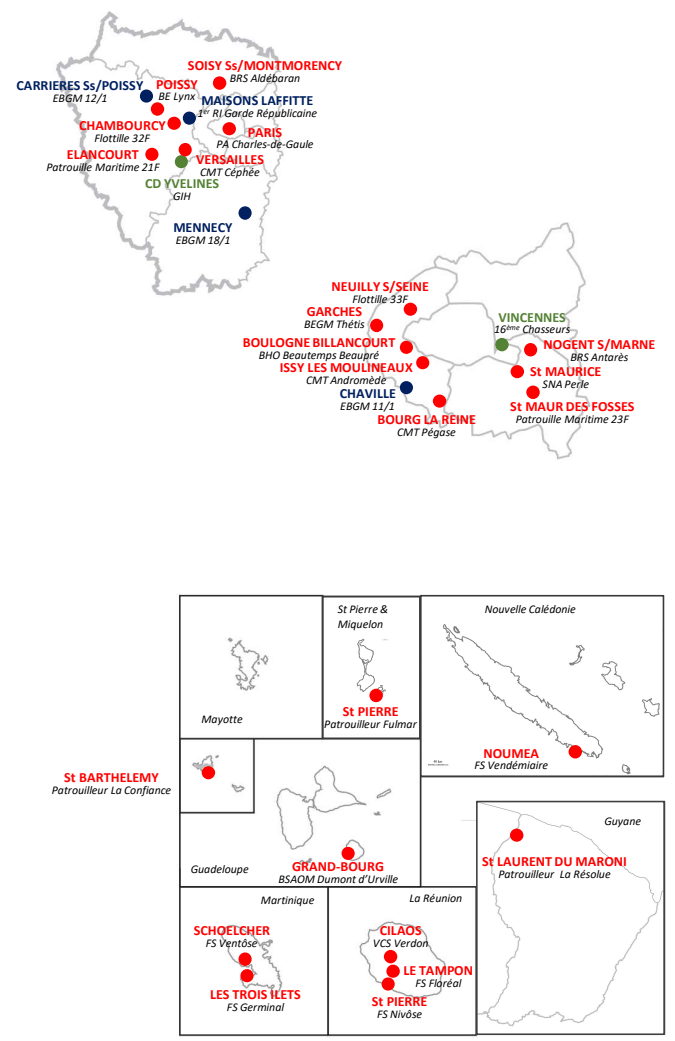 SOISY Ss/MONTMORENCY
BRS Aldébaran
CARRIERES Ss/POISSY
EBGM 12/1
POISSY
BE Lynx
MAISONS LAFFITTE
1er RI Garde Républicaine
CHAMBOURCY
Flottille 32F
PARIS
PA Charles-de-Gaule
ELANCOURT
Patrouille Maritime 21F
VERSAILLES
CMT Céphée
CD YVELINES
GIH
MENNECY
EBGM 18/1
NEUILLY S/SEINE
Flottille 33F
GARCHES
BEGM Thétis
VINCENNES
16ème Chasseurs
BOULOGNE BILLANCOURT
BHO Beautemps Beaupré
NOGENT S/MARNE
BRS Antarès
ISSY LES MOULINEAUX
CMT Andromède
St MAURICE
SNA Perle
CHAVILLE
EBGM 11/1
St MAUR DES FOSSES
Patrouille Maritime 23F
BOURG LA REINE
CMT Pégase
Mayotte
St Pierre &
Miquelon
St PIERRE
Patrouilleur Fulmar
Nouvelle Calédonie
NOUMEA
FS Vendémiaire
St BARTHELEMY
Patrouilleur La Confiance
Guadeloupe
GRAND-BOURG
BSAOM Dumont d'Urville
Guyane
St LAURENT DU MARONI
Patrouilleur La Résolue
Martinique
SCHOELCHER
FS Ventôse
LES TROIS ILETS
FS Germinal
La Réunion
CILAOS
VCS Verdon
LE TAMPON
FS Floréal
St PIERRE
FS Nivôse